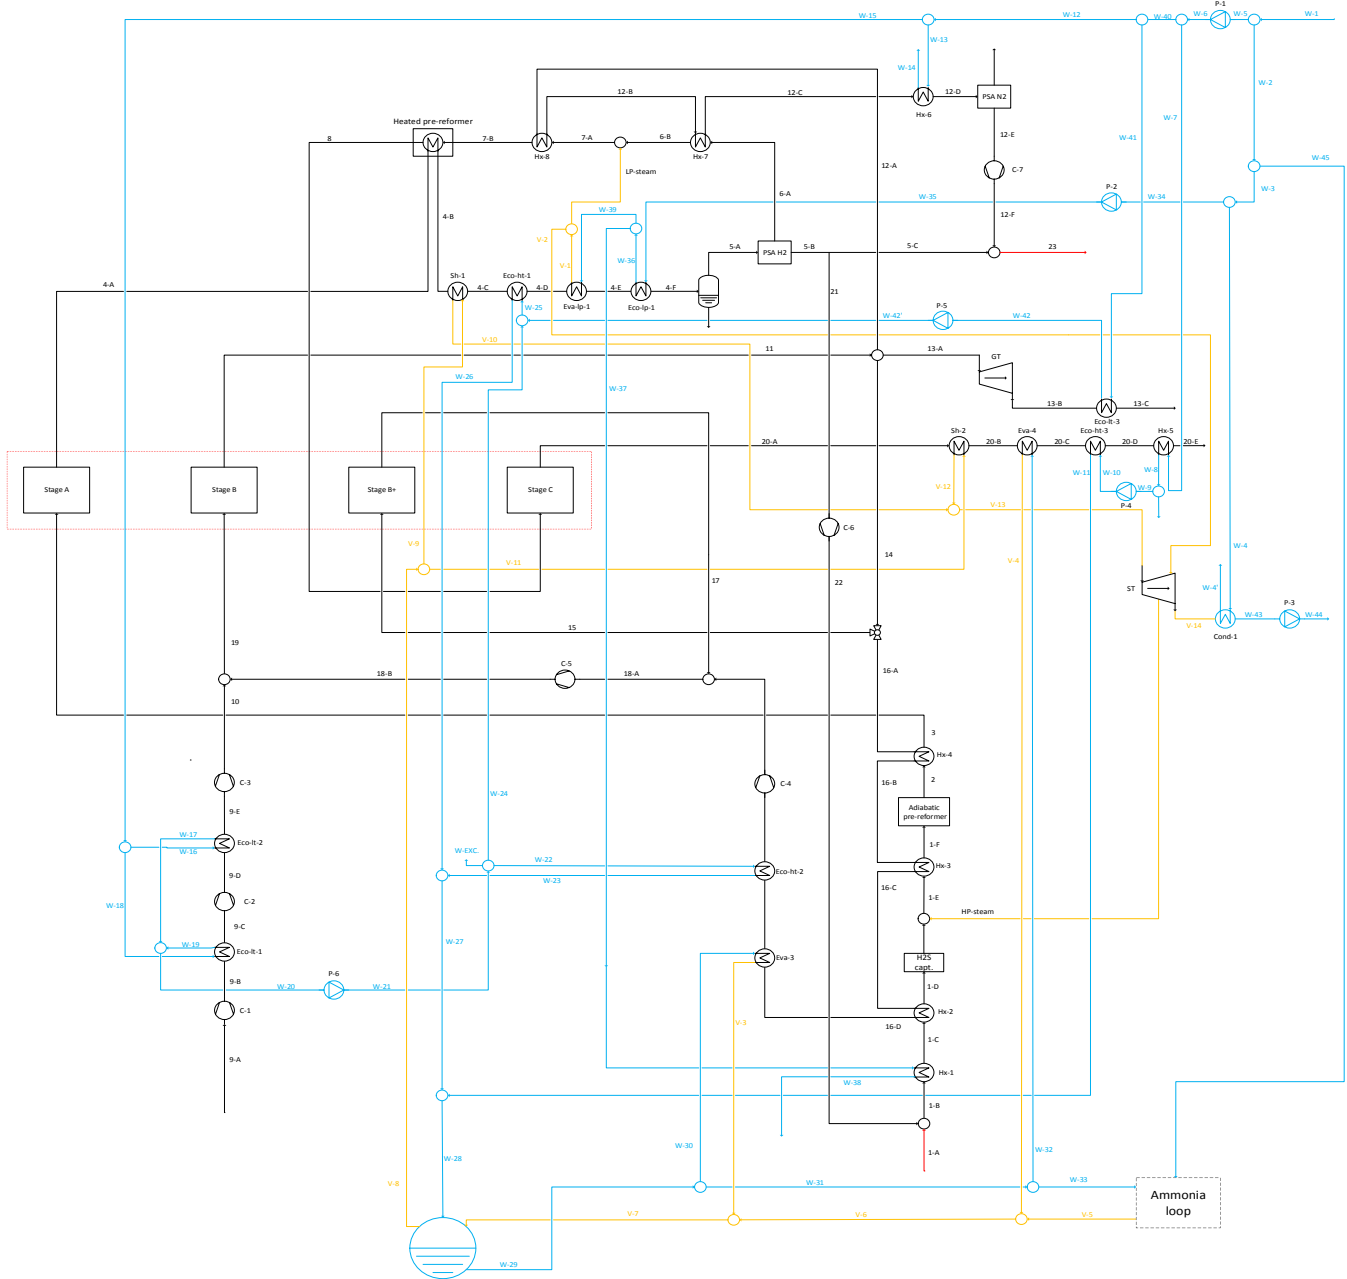 P-1
W-15
W-12
W-40
W-6
W-5
W-1
W-13
W-14
W-2
12-B
12-C
12-D
PSA N2
Hx-6
W-7
Heated pre-reformer
8
7-B
7-A
6-B
12-E
W-41
Hx-8
Hx-7
W-45
LP-steam
12-A
C-7
6-A
P-2
W-3
W-35
W-34
W-39
4-B
12-F
V-2
5-A
PSA H2
5-B
5-C
23
W-36
V-1
Sh-1
Eco-ht-1
4-A
4-C
4-D
4-E
4-F
21
Eva-lp-1
Eco-lp-1
W-25
P-5
W-42'
W-42
V-10
11
13-A
GT
W-26
W-37
13-B
13-C
Eco-lt-3
Sh-2
Eva-4
Eco-ht-3
Hx-5
20-A
20-B
20-C
20-D
20-E
W-11
W-10
W-8
Stage A
Stage B
Stage B+
Stage C
V-12
W-9
P-4
V-13
C-6
V-9
W-4
14
V-11
V-4
17
22
ST
W-4'
P-3
15
V-14
W-43
W-44
Cond-1
19
C-5
18-B
18-A
16-A
10
3
Hx-4
2
C-3
C-4
16-B
W-24
9-E
Adiabatic
pre-reformer
W-17
Eco-lt-2
W-16
W-EXC.
W-22
1-F
Hx-3
Eco-ht-2
9-D
W-23
16-C
C-2
1-E
W-18
HP-steam
9-C
W-27
W-19
Eco-lt-1
Eva-3
H2S
capt.
P-6
9-B
W-20
W-21
1-D
C-1
Hx-2
V-3
16-D
1-C
9-A
Hx-1
W-38
1-B
W-30
W-32
1-A
W-28
V-8
W-31
W-33
Ammonia
loop
V-7
V-6
V-5
W-29